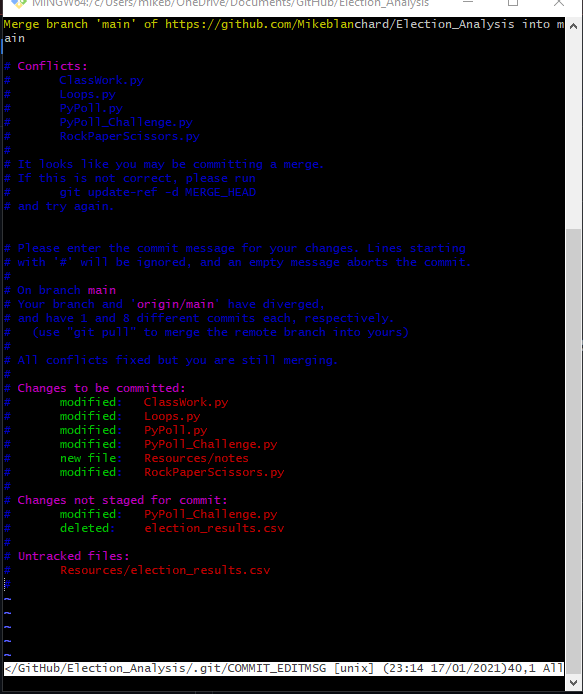 MINGW64:/c/Users/mikeb/OneDrive/Documents/GitHub/Election_Analysis
Merge branch 'main' of https://github.com/Mikeblanchard/Election_Analysis into m
ain
# Conflicts:
#       ClassWork.py
#       Loops.py
#       PyPoll.py
#       PyPoll_Challenge.py
#       RockPaperScissors.py
#
# It looks like you may be committing a merge.
# If this is not correct, please run
#       git update-ref -d MERGE_HEAD
# and try again.
# Please enter the commit message for your changes. Lines starting
# with '#' will be ignored, and an empty message aborts the commit.
#
# On branch main
# Your branch and 'origin/main' have diverged,
# and have 1 and 6 different commits each, respectively.
#   (use "git pull" to merge the remote branch into yours)
#
# All conflicts fixed but you are still merging.
#
# Changes to be committed:
#       modified:   ClassWork.py
#       modified:   Loops.py
#       modified:   PyPoll.py
#       modified:   PyPoll_Challenge.py
#       new file:   Resources/notes
#       modified:   RockPaperScissors.py
#
# Changes not staged for commit:
#       modified:   PyPoll_Challenge.py
#       deleted:    election_results.csv
#
# Untracked files:
#       Resources/election_results.csv
#
~
~
~
~
~
</GitHub/Election_Analysis/.git/COMMIT_EDITMSG [unix] (23:14 17/01/2021)40,1 All